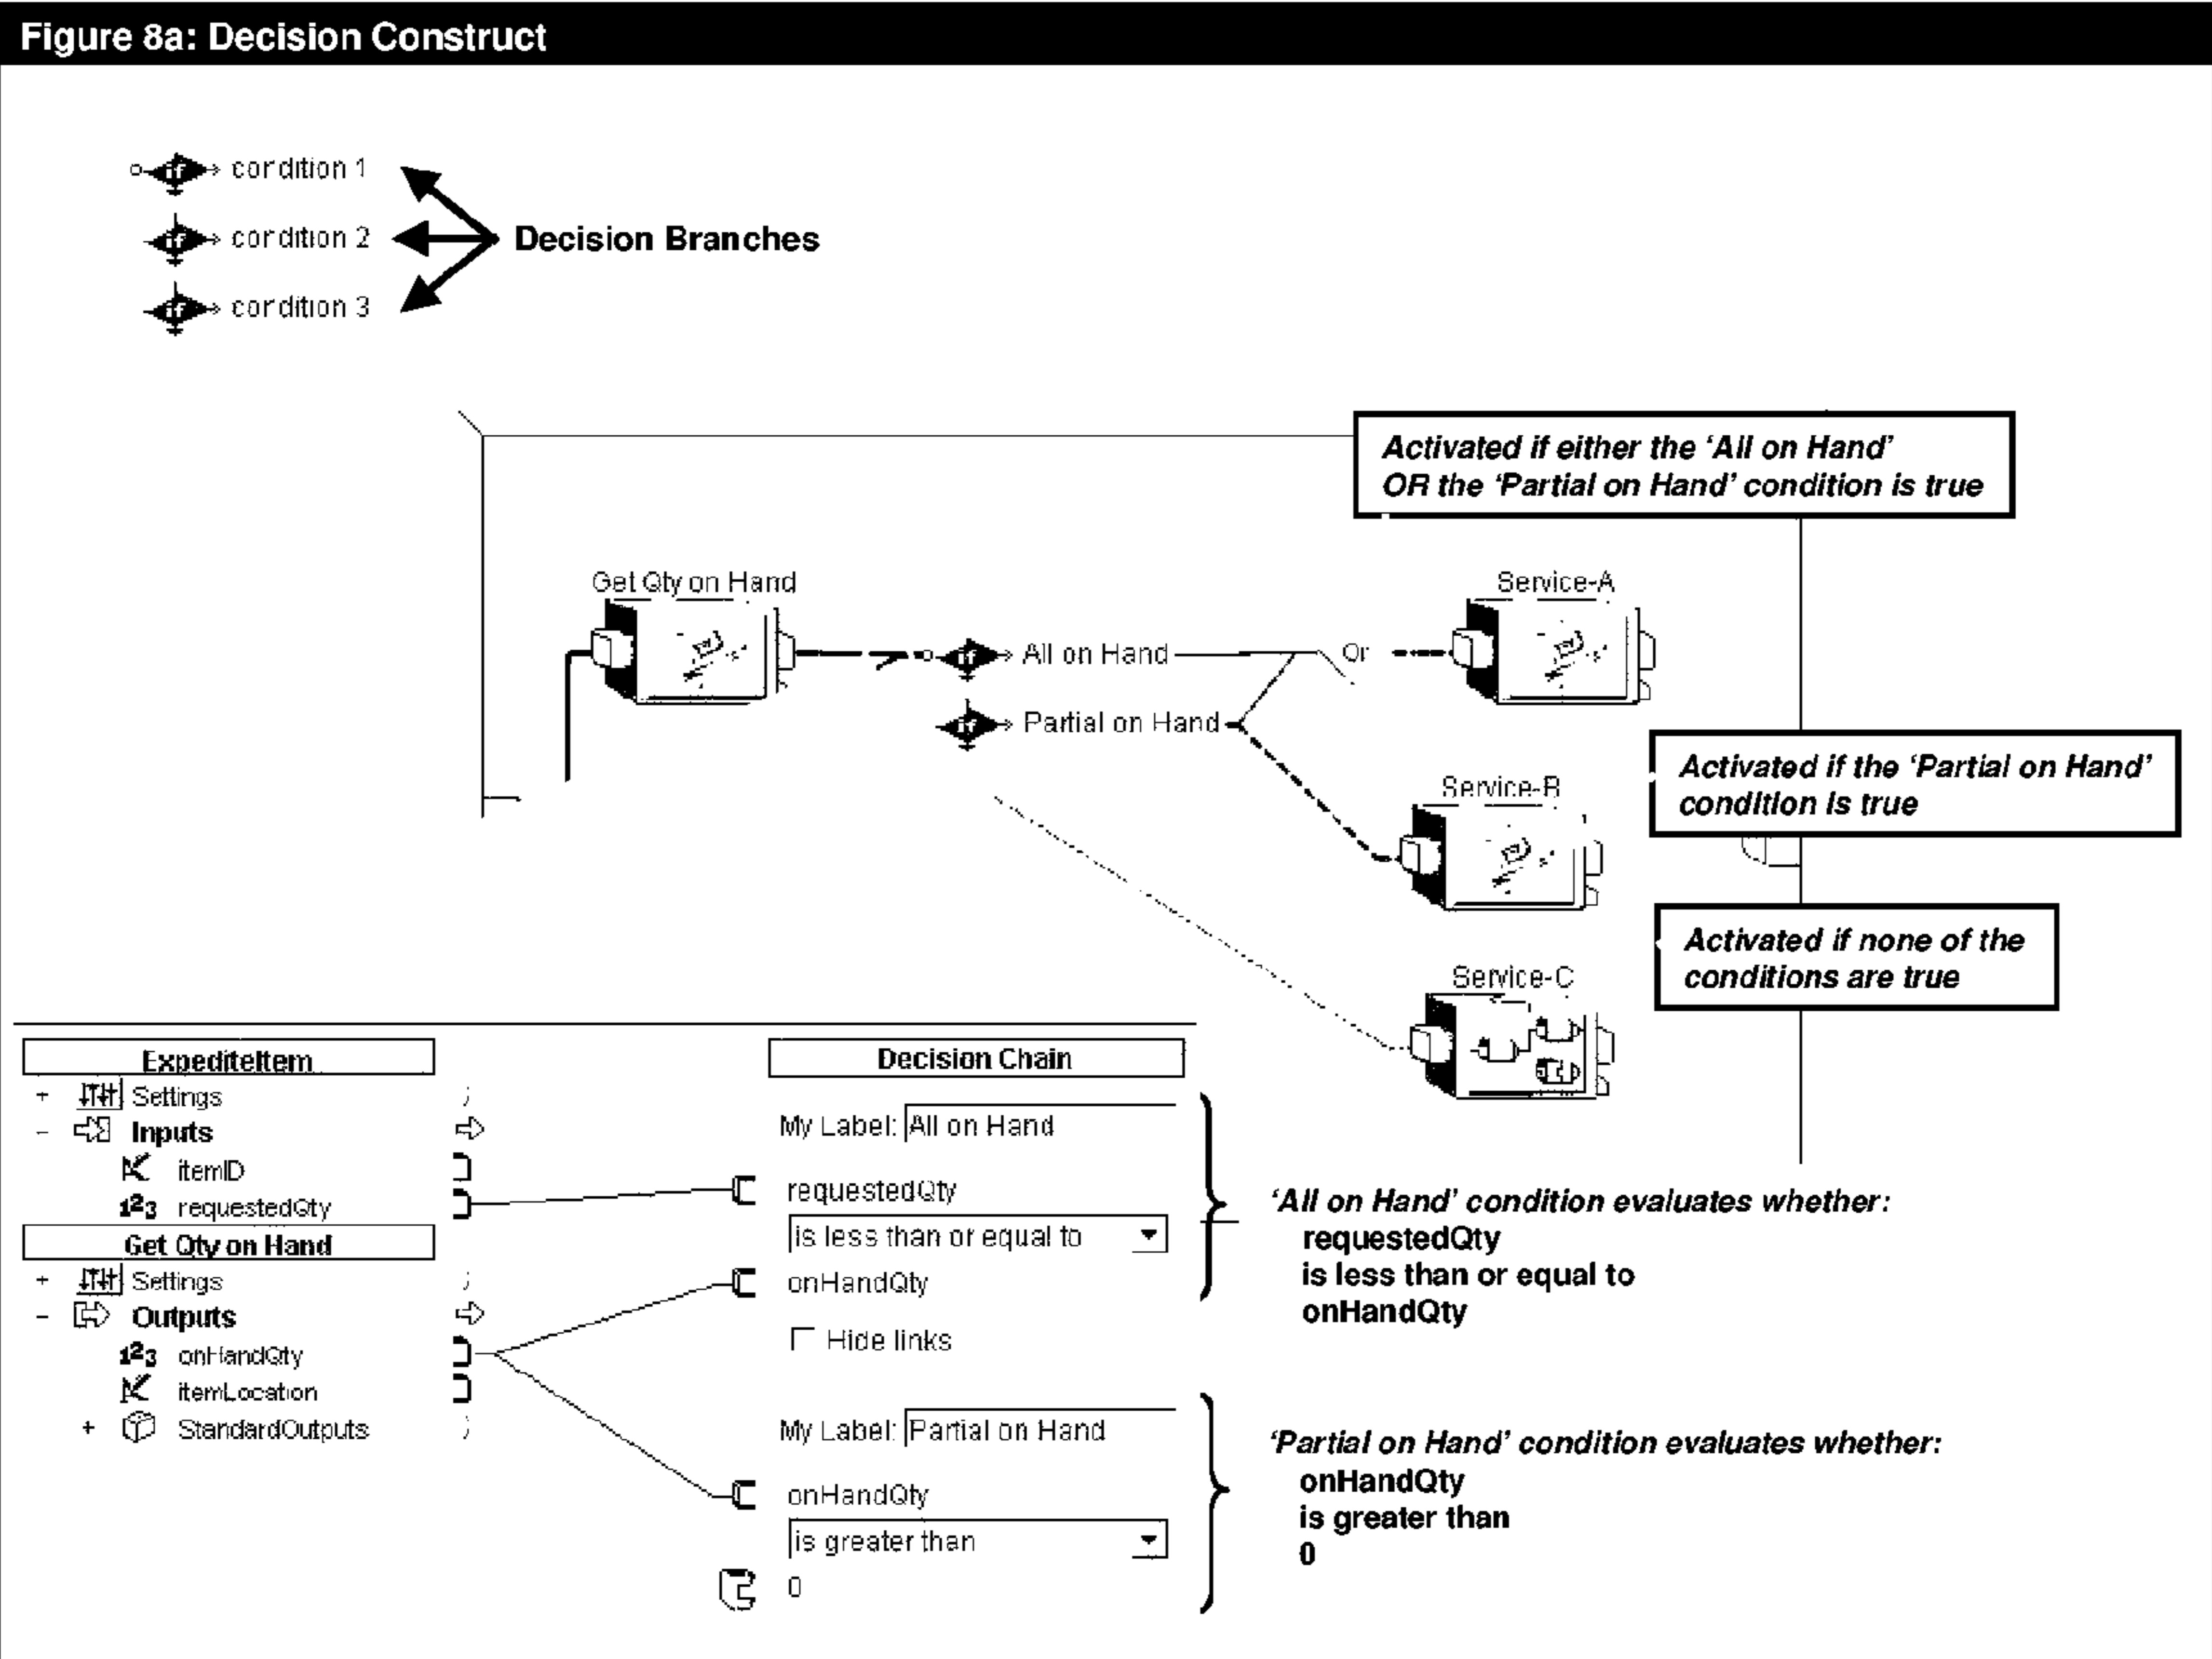 Figure 8a: Decision Construct
condition 1
condition 2
condition 3
Decision Branches
Activated if either the ‘All on Hand’
OR the ‘Partial on Hand’ condition is true
Get Qty on Hand
Service-A
if
All on Hand
Or
if
Partial on Hand
Activated if the ‘Partial on Hand’
condition is true
Service-B
Activated if none of the
conditions are true
Service-C
ExpediteItem
+ Settings
- Inputs
itemID
123 requestedQty
Get Qty on Hand
+ Settings
- Outputs
123 onHandQty
itemLocation
+ StandardOutputs
Decision Chain
My Label: All on Hand
requestedQty
is less than or equal to
onHandQty
Hide links
My Label: Partial on Hand
onHandQty
is greater than
0
‘All on Hand’ condition evaluates whether:
requestedQty
is less than or equal to
onHandQty
‘Partial on Hand’ condition evaluates whether:
onHandQty
is greater than
0